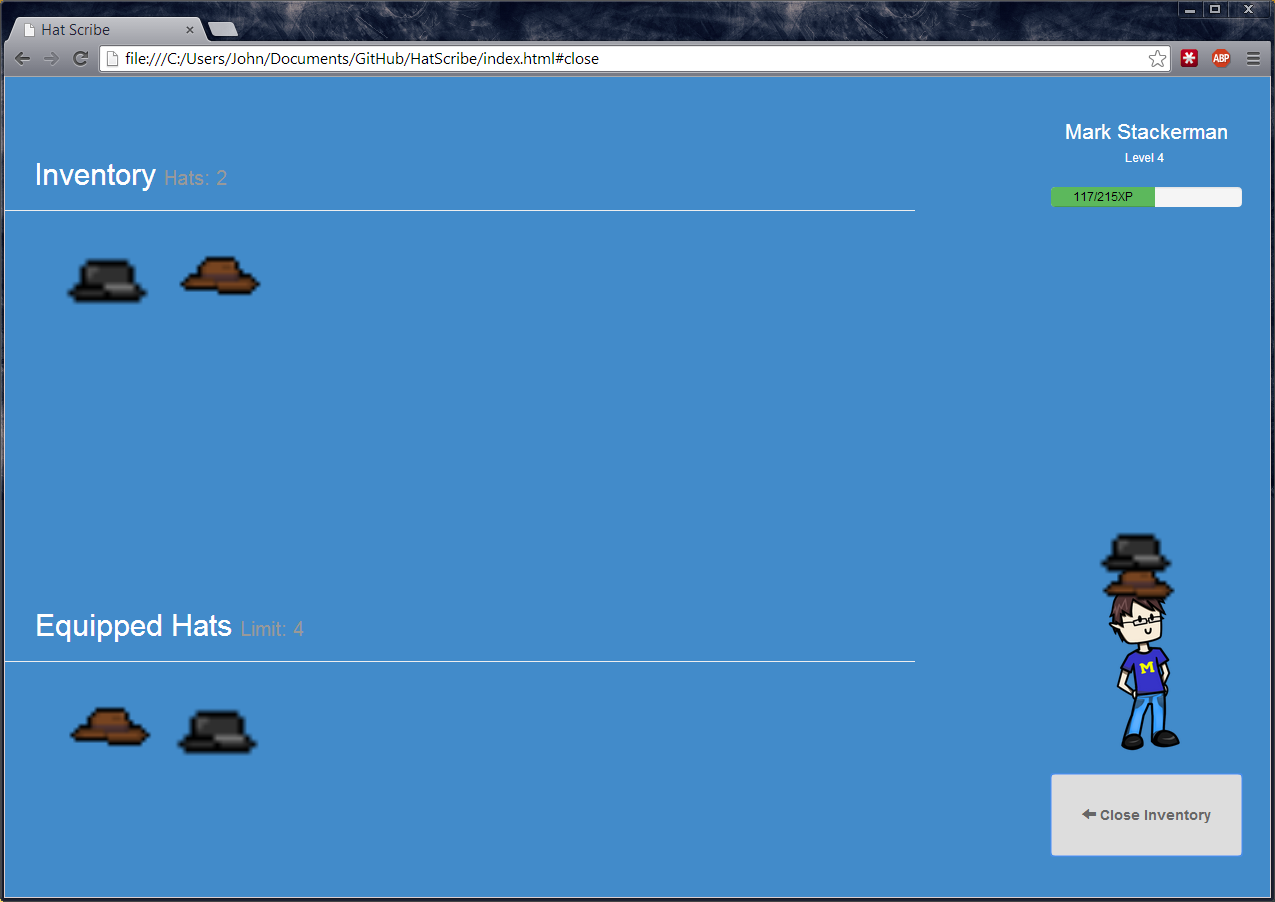 Hat Scribe
file:///C:/Users/John/Documents/GitHub/HatScribe/index.html#close
ABP
Mark Stackerman
Level 4
117/215XP
Inventory Hats: 2
Equipped Hats Limit: 4
M
Close Inventory